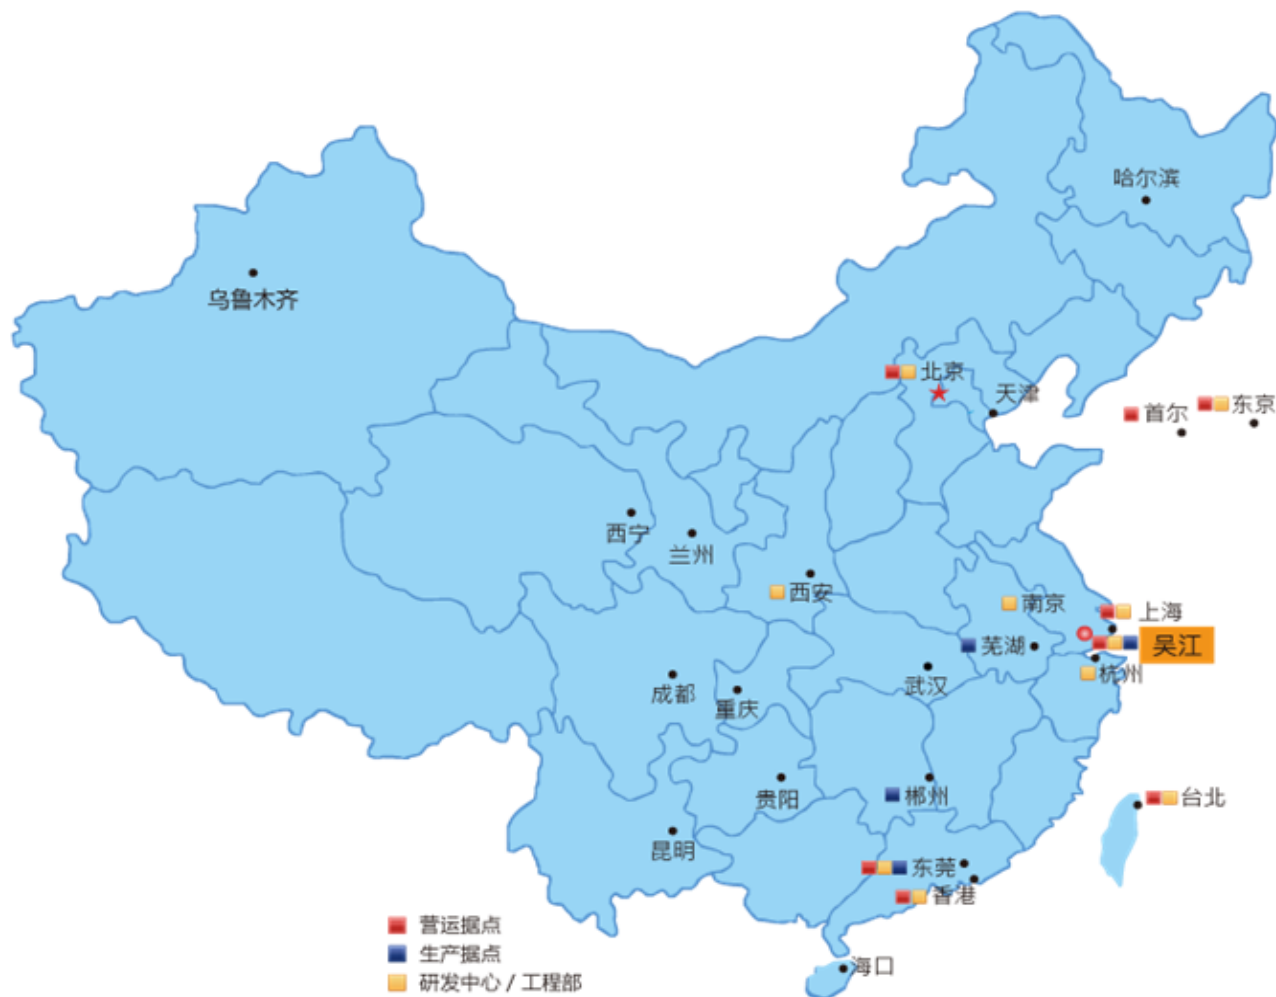 哈尔滨
乌鲁木齐
北京
天津
首尔
东京
西宁
兰州
西安
南京
上海
吴江
芜湖
杭州
武汉
成都
重庆
贵阳
郴州
台北
昆明
东莞
香港
海口
营运据点
生产据点
研发中心 / 工程部